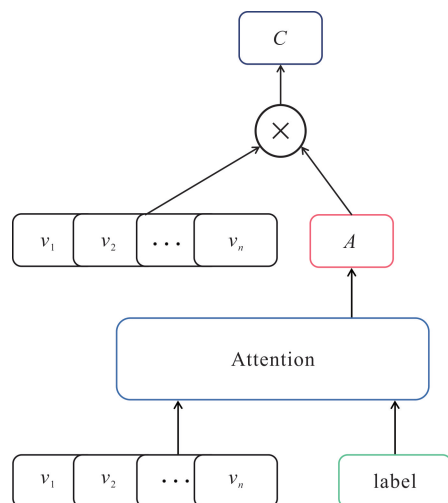 C
×
v₁ v₂ ... vₙ A
Attention
v₁ v₂ ... vₙ label